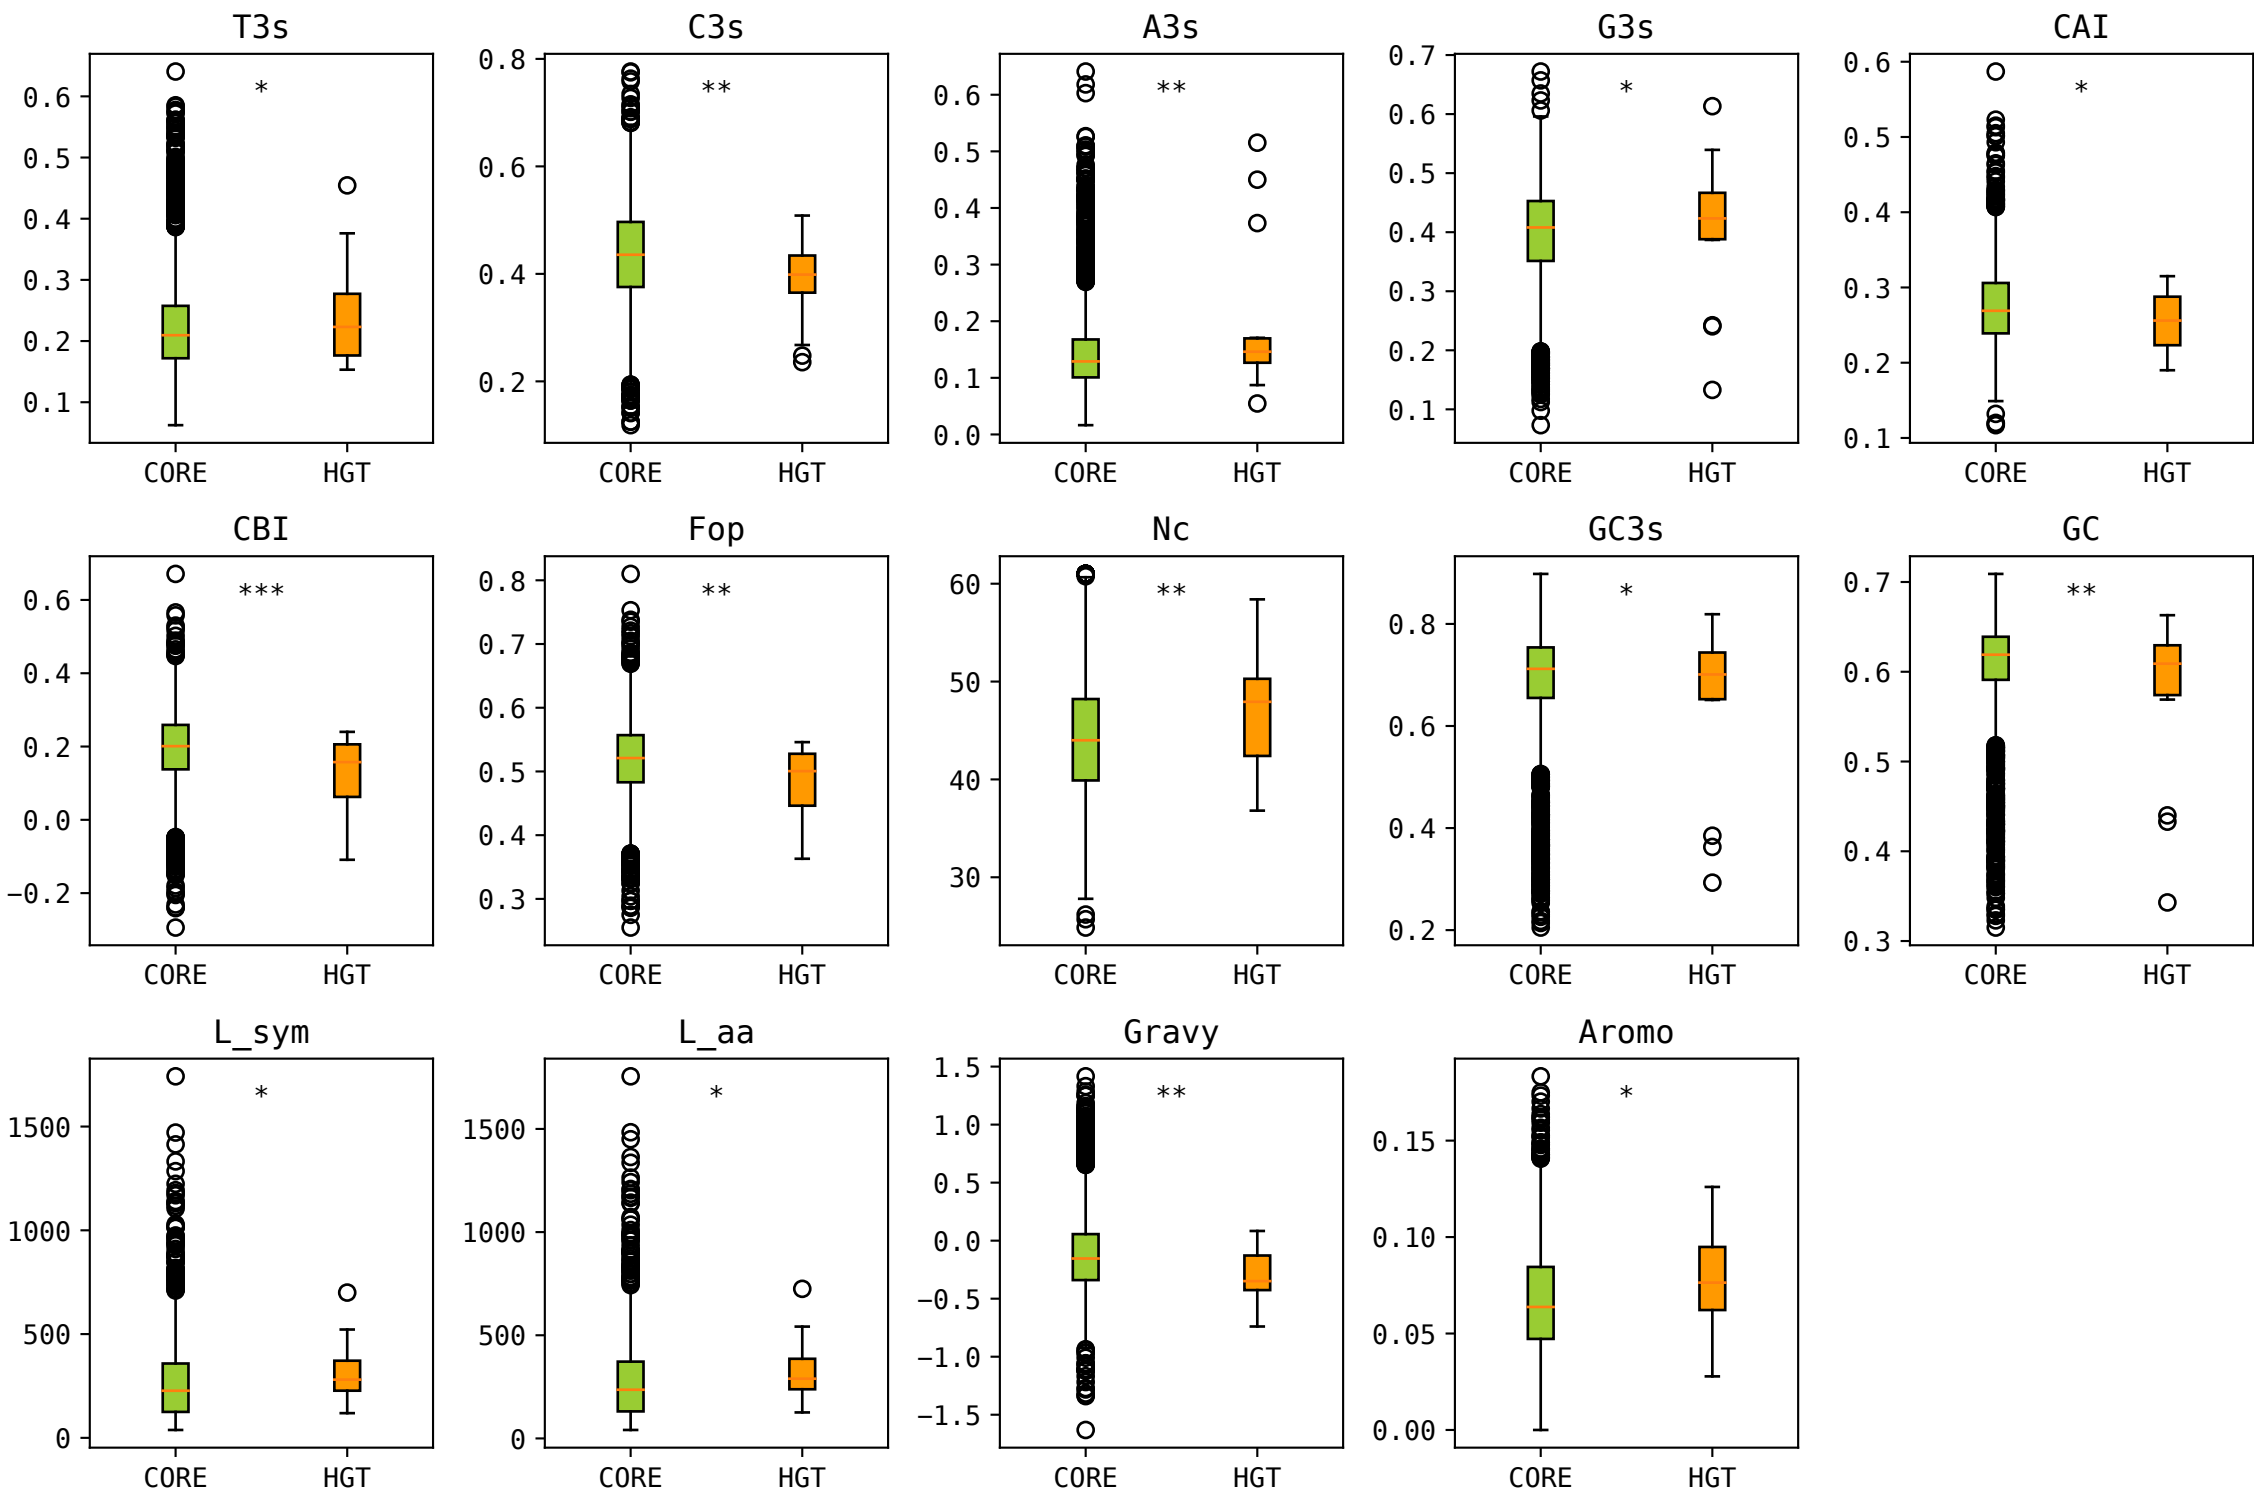 T3s
C3s
A3s
G3s
CAI
0.6
0.5
0.4
0.3
0.2
0.1
*
CORE
HGT
0.8
0.6
0.4
0.2
**
CORE
HGT
0.6
0.5
0.4
0.3
0.2
0.1
0.0
**
CORE
HGT
0.7
0.6
0.5
0.4
0.3
0.2
0.1
*
CORE
HGT
0.6
0.5
0.4
0.3
0.2
0.1
*
CORE
HGT
CBI
Fop
Nc
GC3s
GC
0.6
0.4
0.2
0.0
−0.2
***
CORE
HGT
0.8
0.7
0.6
0.5
0.4
0.3
**
CORE
HGT
60
50
40
30
**
CORE
HGT
0.8
0.6
0.4
0.2
*
CORE
HGT
0.7
0.6
0.5
0.4
0.3
**
CORE
HGT
L_sym
L_aa
Gravy
Aromo
1500
1000
500
0
*
CORE
HGT
1500
1000
500
0
*
CORE
HGT
1.5
1.0
0.5
0.0
−0.5
−1.0
−1.5
**
CORE
HGT
0.15
0.10
0.05
0.00
*
CORE
HGT